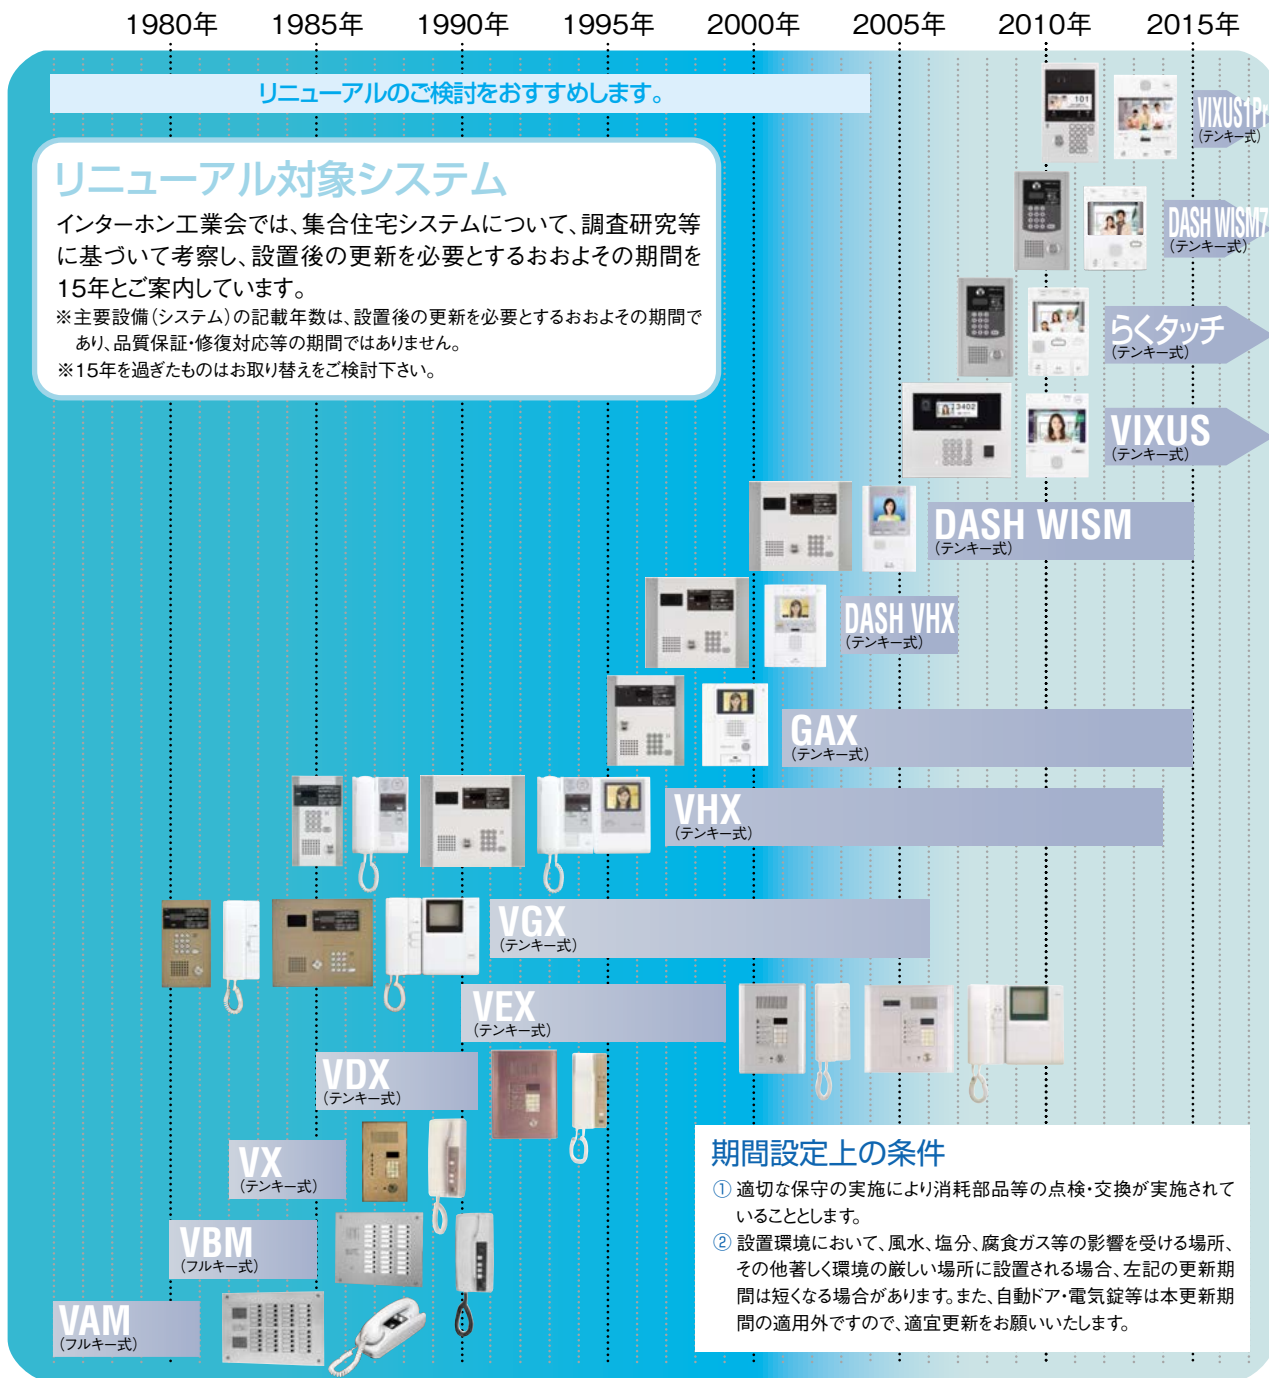 1980年 1985年 1990年 1995年 2000年 2005年 2010年 2015年
リニューアルのご検討をおすすめします。
リニューアル対象システム
インターホン工業会では、集合住宅システムについて、調査研究等
に基づいて考察し、設置後の更新を必要とするおおよその期間を
15年とご案内しています。
※主要設備(システム)の記載年数は、設置後の更新を必要とするおおよその期間で
あり、品質保証・修復対応等の期間ではありません。
※15年を過ぎたものはお取り替えをご検討下さい。
101
VIXUS1Pr
(テンキー式)
DASH WISM7
(テンキー式)
らくタッチ
(テンキー式)
3402
VIXUS
(テンキー式)
DASH WISM
(テンキー式)
DASH VHX
(テンキー式)
GAX
(テンキー式)
VHX
(テンキー式)
VGX
(テンキー式)
VEX
(テンキー式)
VDX
(テンキー式)
VX
(テンキー式)
VBM
(フルキー式)
VAM
(フルキー式)
期間設定上の条件
① 適切な保守の実施により消耗部品等の点検・交換が実施されて
いることとします。
② 設置環境において、風水、塩分、腐食ガス等の影響を受ける場所、
その他著しく環境の厳しい場所に設置される場合、左記の更新期
間は短くなる場合があります。また、自動ドア・電気錠等は本更新期
間の適用外ですので、適宜更新をお願いいたします。